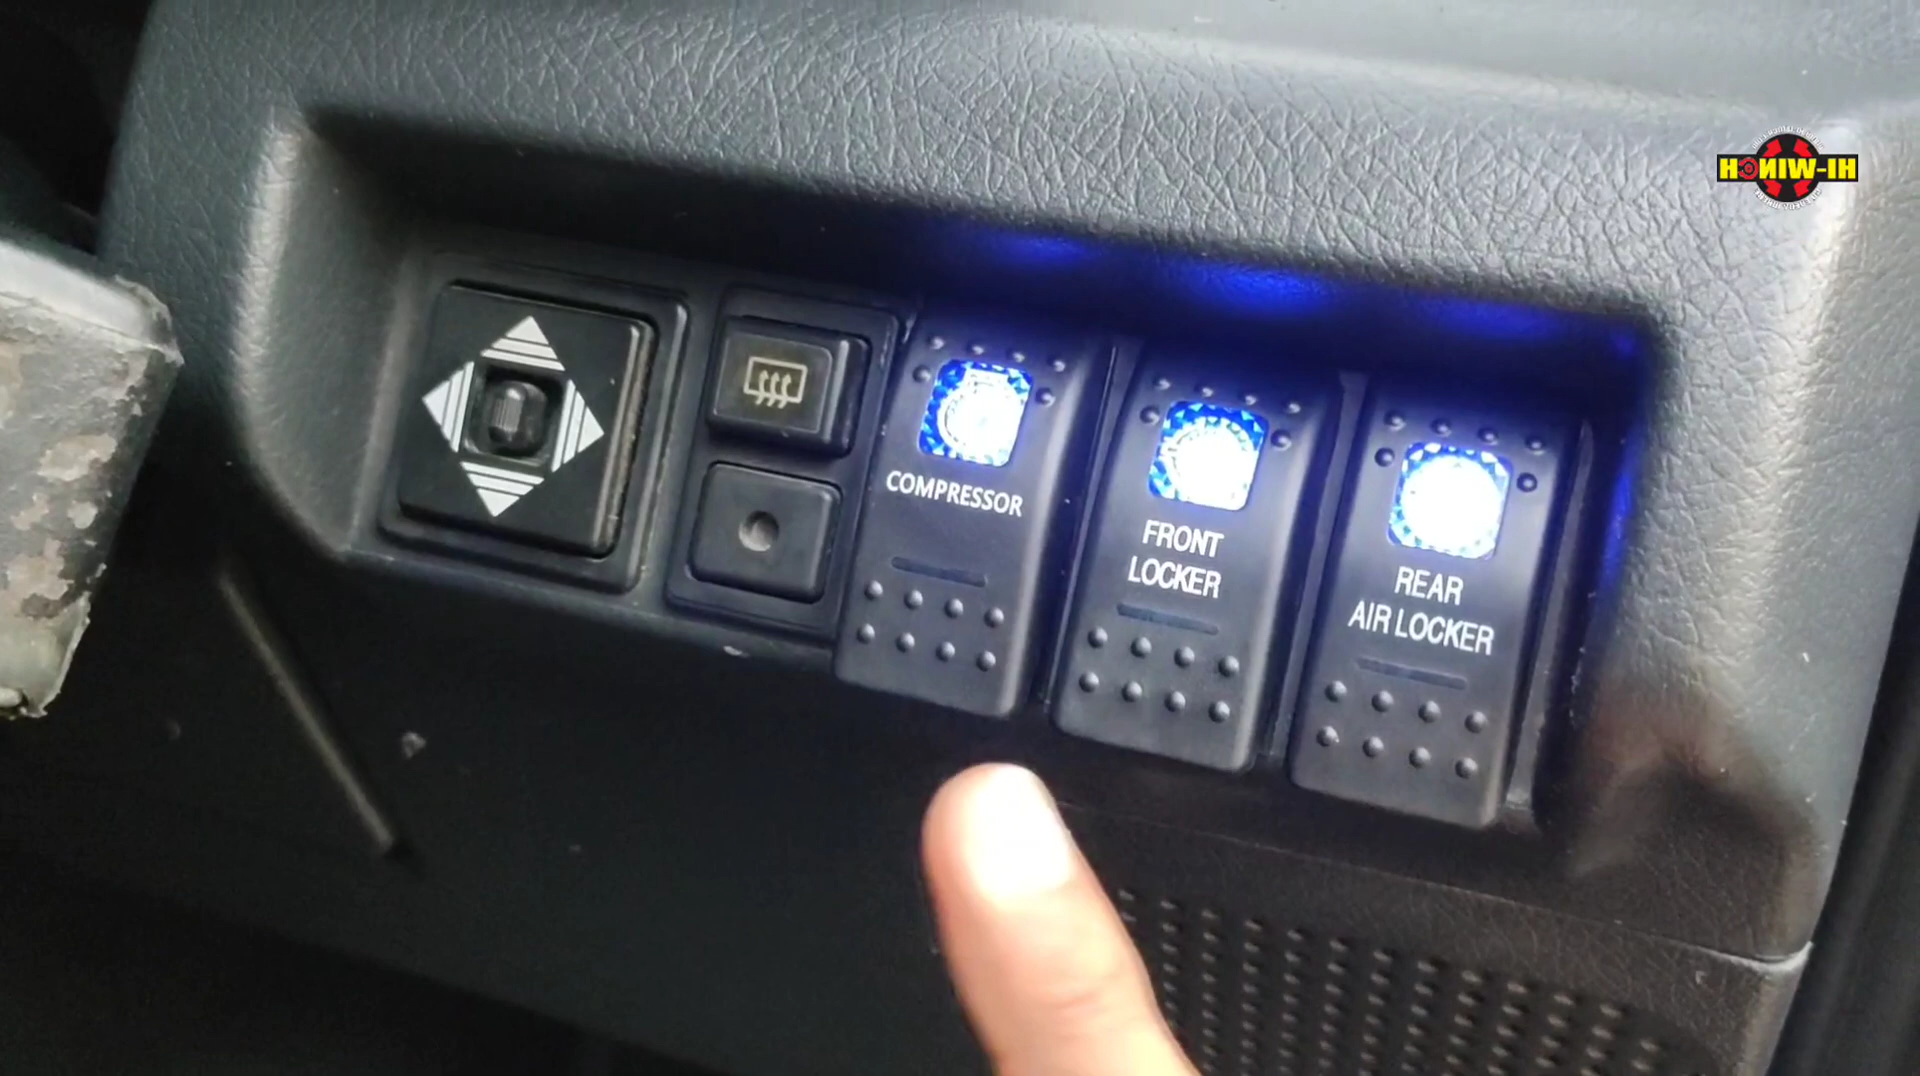 HI-WINCH
COMPRESSOR
FRONT
LOCKER
REAR
AIR LOCKER